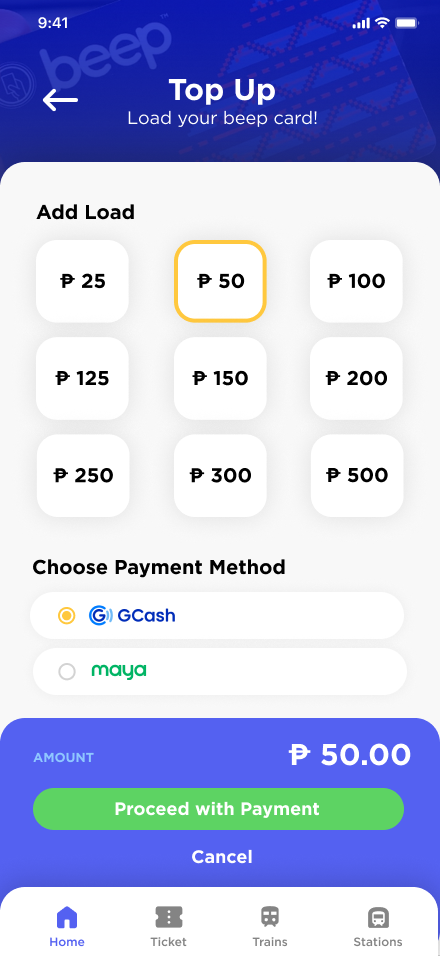 9:41
beep™
Top Up
Load your beep card!
Add Load
₱ 25
₱ 50
₱ 100
₱ 125
₱ 150
₱ 200
₱ 250
₱ 300
₱ 500
Choose Payment Method
GCash
maya
AMOUNT
₱ 50.00
Proceed with Payment
Cancel
Home
Ticket
Trains
Stations